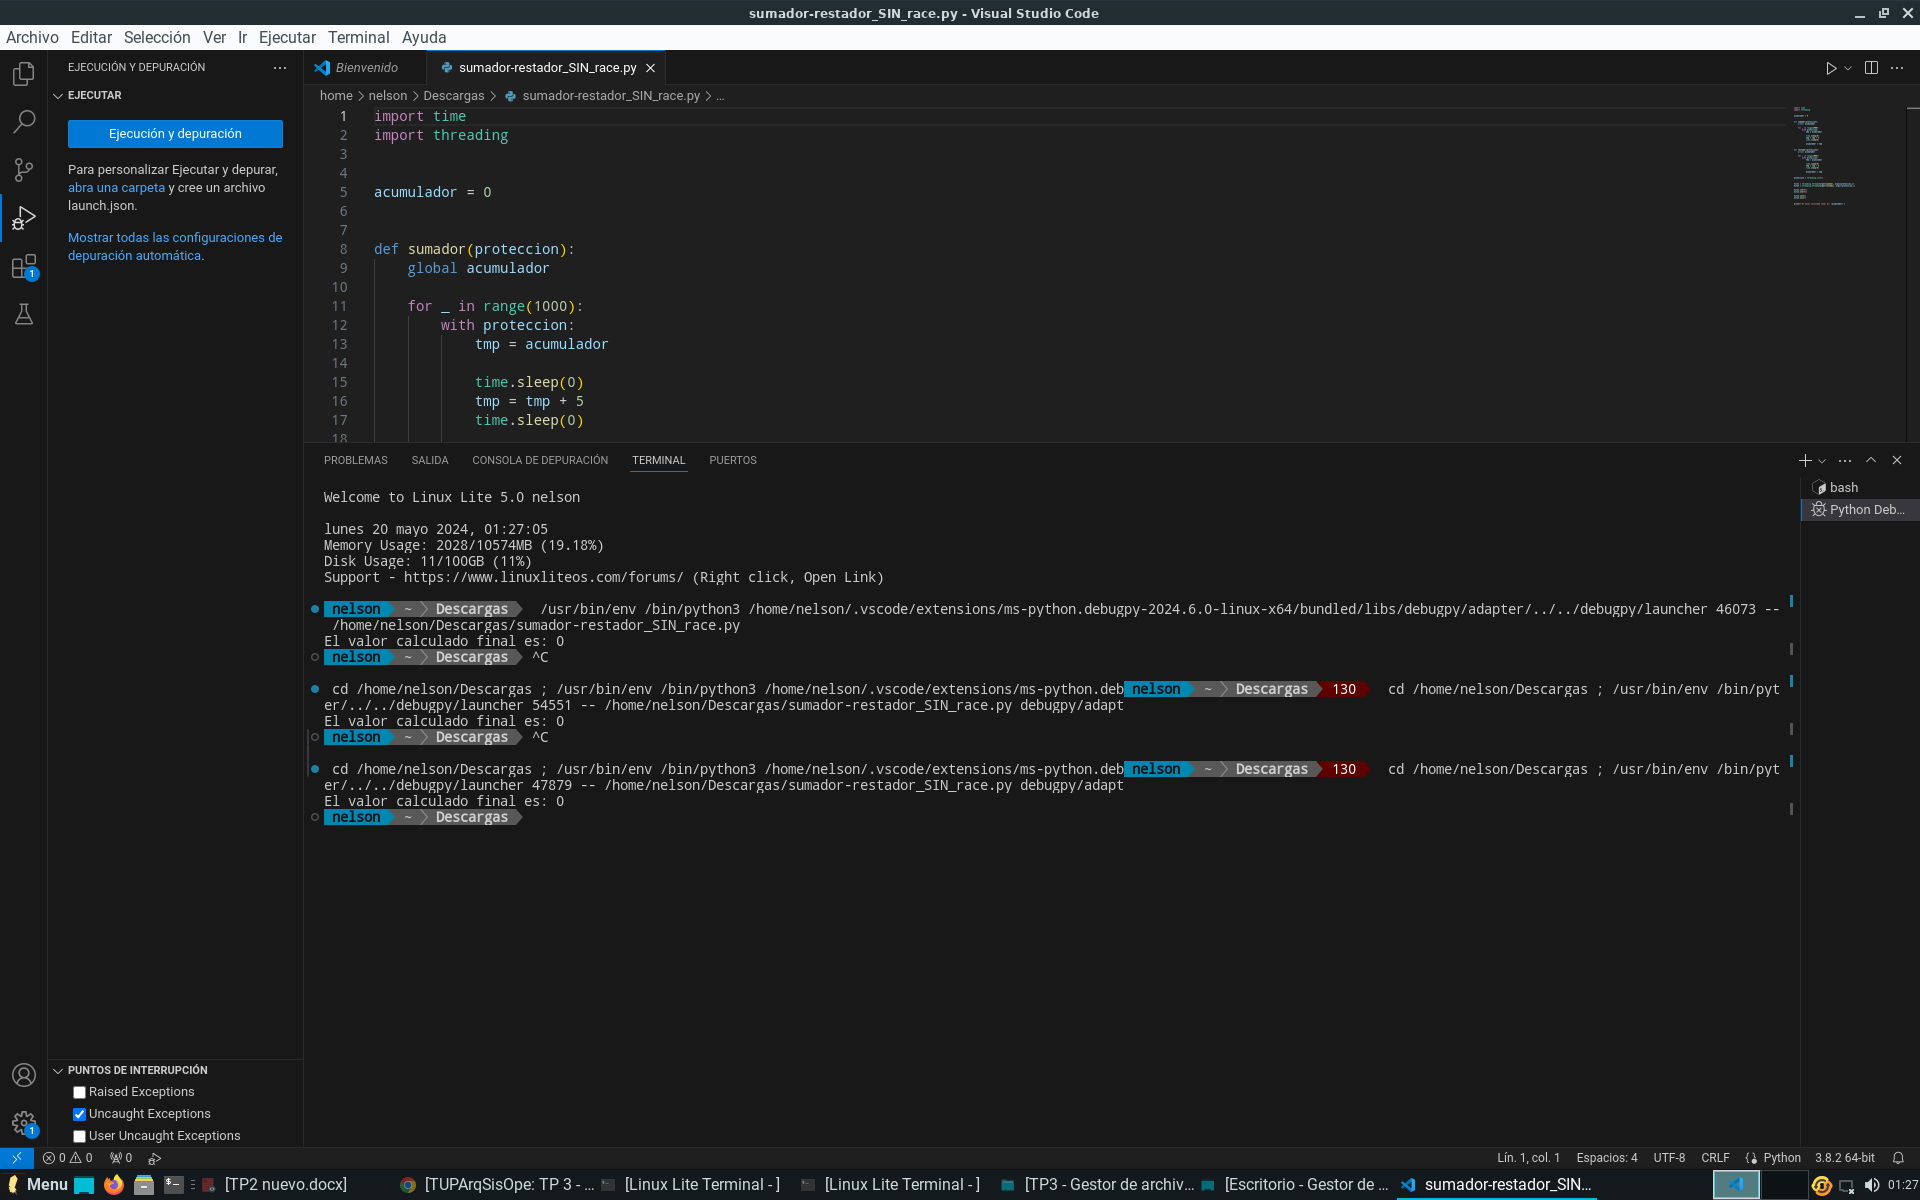 sumador-restador_SIN_race.py - Visual Studio Code
Archivo Editar Selección Ver Ir Ejecutar Terminal Ayuda
EJECUCIÓN Y DEPURACIÓN
EJECUTAR
Ejecución y depuración
Para personalizar Ejecutar y depurar,
abra una carpeta y cree un archivo
launch.json.
Mostrar todas las configuraciones de
depuración automática.
1
Bienvenido
sumador-restador_SIN_race.py
home > nelson > Descargas > sumador-restador_SIN_race.py > ...
1 import time
2 import threading
3
4
5 acumulador = 0
6
7
8 def sumador(proteccion):
9 global acumulador
10
11 for _ in range(1000):
12 with proteccion:
13 tmp = acumulador
14
15 time.sleep(0)
16 tmp = tmp + 5
17 time.sleep(0)
18
PROBLEMAS SALIDA CONSOLA DE DEPURACIÓN TERMINAL PUERTOS
bash
Python Deb...
Welcome to Linux Lite 5.0 nelson
lunes 20 mayo 2024, 01:27:05
Memory Usage: 2028/10574MB (19.18%)
Disk Usage: 11/100GB (11%)
Support - https://www.linuxliteos.com/forums/ (Right click, Open Link)
nelson ~ Descargas /usr/bin/env /bin/python3 /home/nelson/.vscode/extensions/ms-python.debugpy-2024.6.0-linux-x64/bundled/libs/debugpy/adapter/../../debugpy/launcher 46073 --
/home/nelson/Descargas/sumador-restador_SIN_race.py
El valor calculado final es: 0
nelson ~ Descargas ^C
cd /home/nelson/Descargas ; /usr/bin/env /bin/python3 /home/nelson/.vscode/extensions/ms-python.deb nelson ~ Descargas 130 cd /home/nelson/Descargas ; /usr/bin/env /bin/pyt
er/../../debugpy/launcher 54551 -- /home/nelson/Descargas/sumador-restador_SIN_race.py debugpy/adapt
El valor calculado final es: 0
nelson ~ Descargas ^C
cd /home/nelson/Descargas ; /usr/bin/env /bin/python3 /home/nelson/.vscode/extensions/ms-python.deb nelson ~ Descargas 130 cd /home/nelson/Descargas ; /usr/bin/env /bin/pyt
er/../../debugpy/launcher 47879 -- /home/nelson/Descargas/sumador-restador_SIN_race.py debugpy/adapt
El valor calculado final es: 0
nelson ~ Descargas
PUNTOS DE INTERRUPCIÓN
Raised Exceptions
Uncaught Exceptions
User Uncaught Exceptions
1
0 0 0 Lín. 1, col. 1 Espacios: 4 UTF-8 CRLF Python 3.8.2 64-bit
Menu [TP2 nuevo.docx] [TUPArqSisOpe: TP 3 - ... [Linux Lite Terminal - ] [Linux Lite Terminal - ] [TP3 - Gestor de archiv... [Escritorio - Gestor de ... sumador-restador_SIN... 01:27